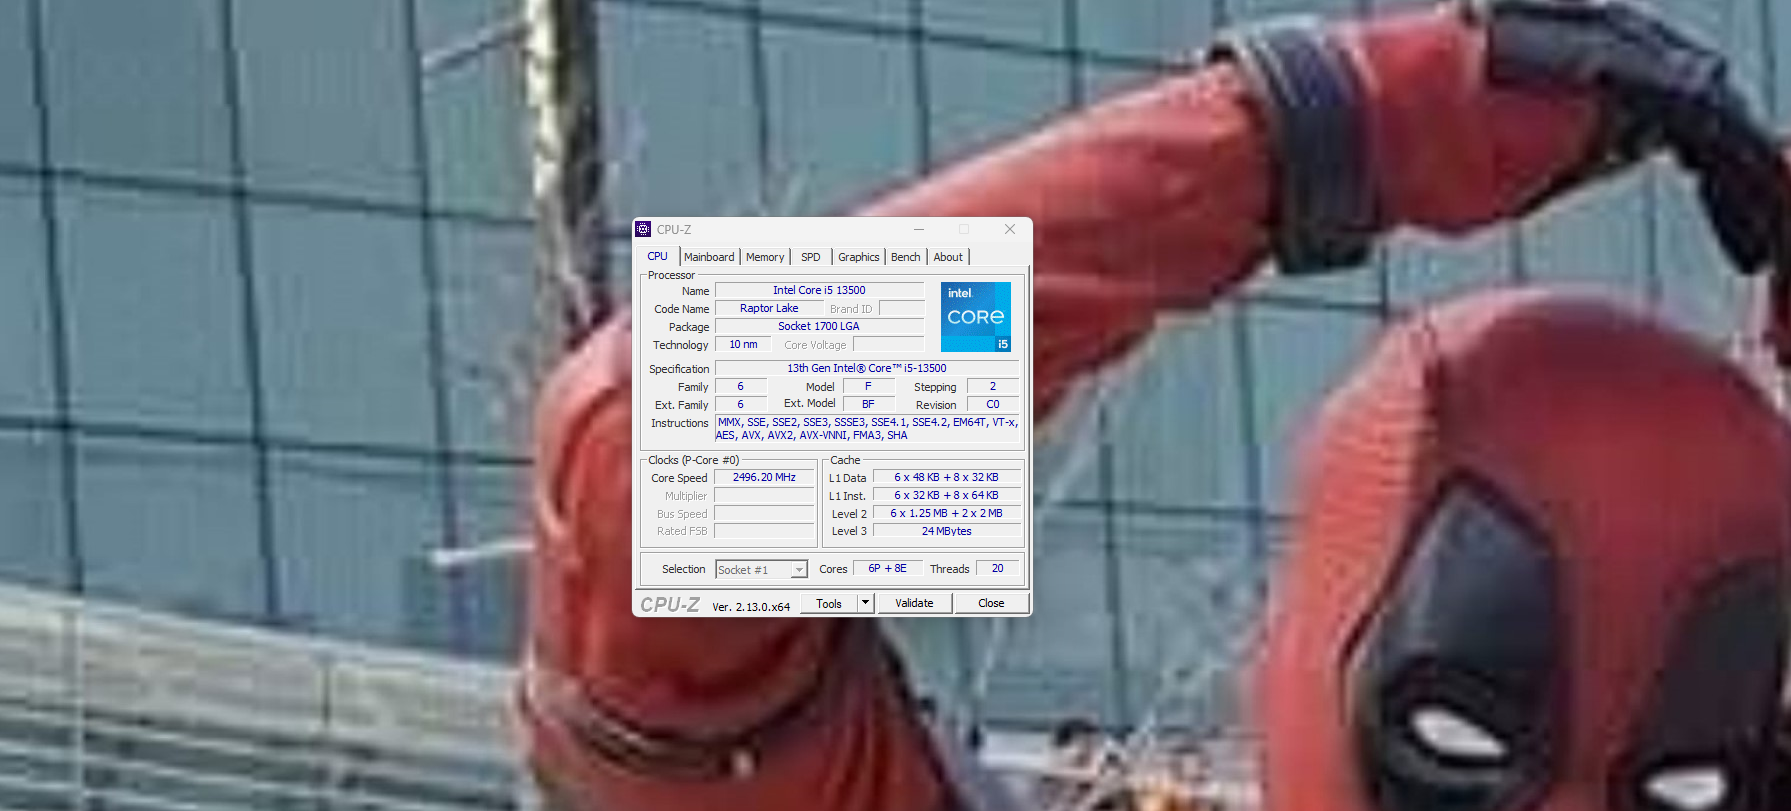 CPU-Z
CPU Mainboard Memory SPD Graphics Bench About
Processor
Name Intel Core i5 13500
Code Name Raptor Lake Brand ID
Package Socket 1700 LGA
Technology 10 nm Core Voltage
intel
CORE
i5
Specification 13th Gen Intel® Core™ i5-13500
Family 6 Model F Stepping 2
Ext. Family 6 Ext. Model BF Revision C0
Instructions MMX, SSE, SSE2, SSE3, SSSE3, SSE4.1, SSE4.2, EM64T, VT-x,
AES, AVX, AVX2, AVX-VNNI, FMA3, SHA
Clocks (P-Core #0)
Core Speed 2496.20 MHz
Multiplier
Bus Speed
Rated FSB
Cache
L1 Data 6 x 48 KB + 8 x 32 KB
L1 Inst. 6 x 32 KB + 8 x 64 KB
Level 2 6 x 1.25 MB + 2 x 2 MB
Level 3 24 MBytes
Selection Socket #1 Cores 6P + 8E Threads 20
CPU-Z Ver. 2.13.0.x64 Tools Validate Close